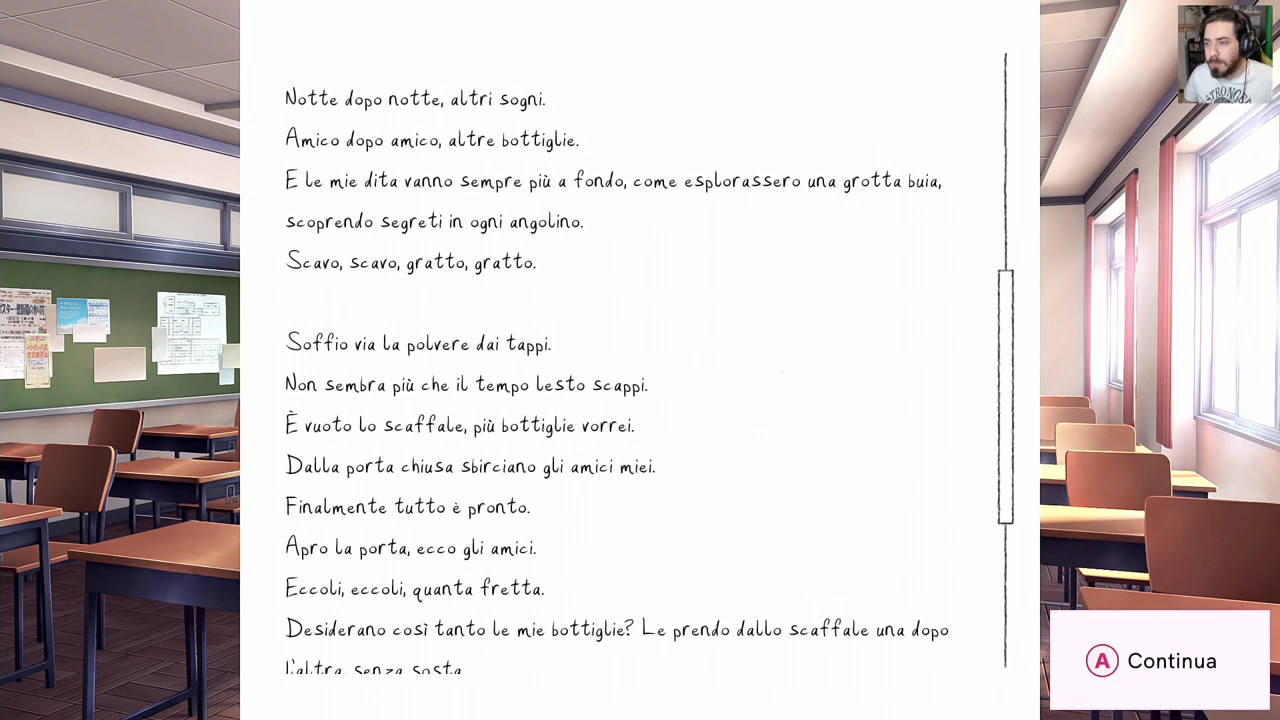 Notte dopo notte, altri sogni.
Amico dopo amico, altre bottiglie.
E le mie dita vanno sempre più a fondo, come esplorassero una grotta buia,
scoprendo segreti in ogni angolino.
Scavo, scavo, gratto, gratto.
Soffio via la polvere dai tappi.
Non sembra più che il tempo lesto scappi.
È vuoto lo scaffale, più bottiglie vorrei.
Dalla porta chiusa sbirciano gli amici miei.
Finalmente tutto è pronto.
Apro la porta, ecco gli amici.
Eccoli, eccoli, quanta fretta.
Desiderano così tanto le mie bottiglie? Le prendo dallo scaffale una dopo
l'altra, senza sosta
A Continua